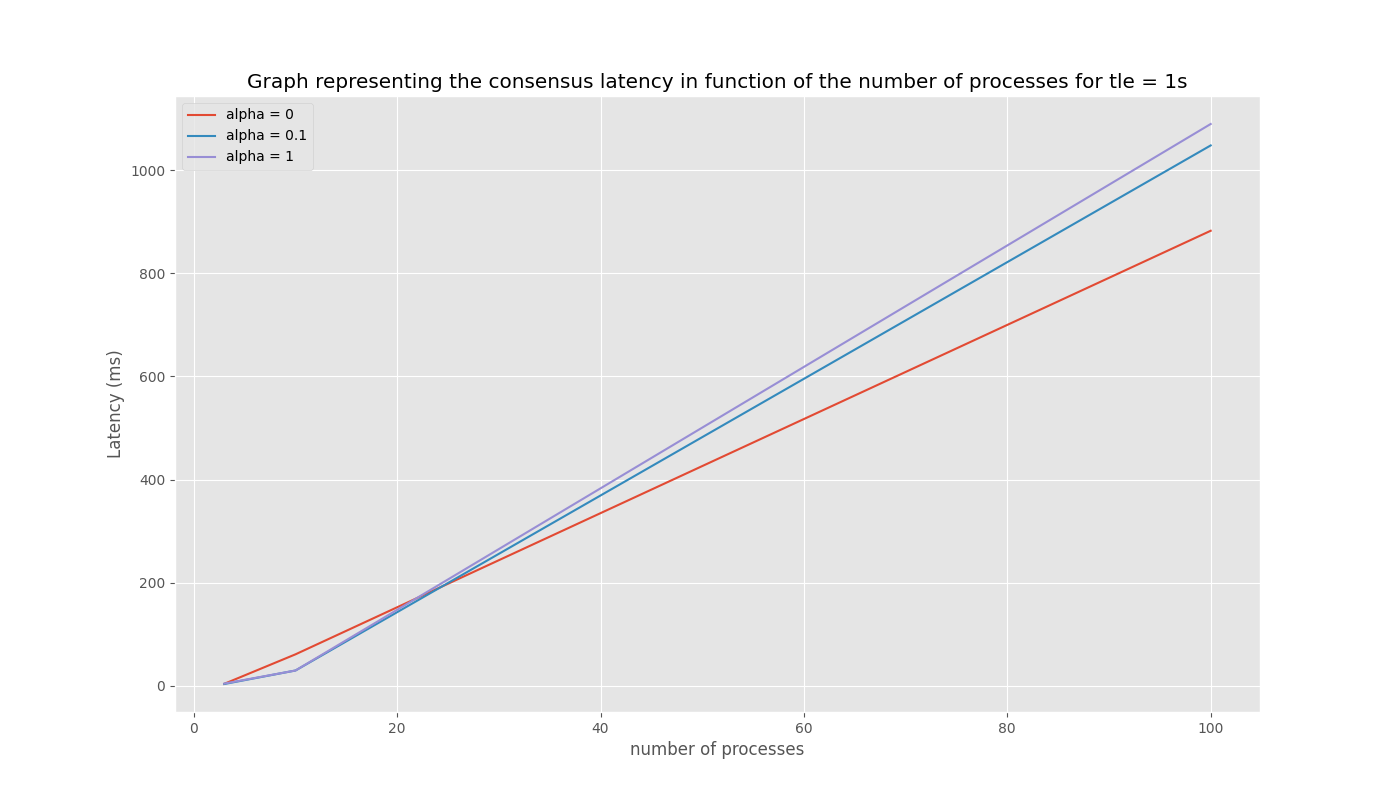 Graph representing the consensus latency in function of the number of processes for tle = 1s
alpha = 0
alpha = 0.1
alpha = 1
1000
800
600
400
200
0
Latency (ms)
0 20 40 60 80 100
number of processes